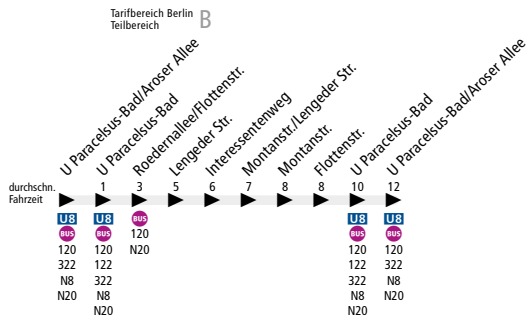 Tarifbereich Berlin
Teilbereich
B
U Paracelsus-Bad/Aroser Allee
U Paracelsus-Bad
Roedernallee/Flottenstr.
Lengeder Str.
Interessentenweg
Montanstr./Lengeder Str.
Montanstr.
Flottenstr.
U Paracelsus-Bad
U Paracelsus-Bad/Aroser Allee
durchschn.
Fahrzeit
1 3 5 6 7 8 8 10 12
U8
BUS
120
322
N8
N20
U8
BUS
120
122
322
N8
N20
BUS
120
N20
U8
BUS
120
122
322
N8
N20
U8
BUS
120
322
N8
N20